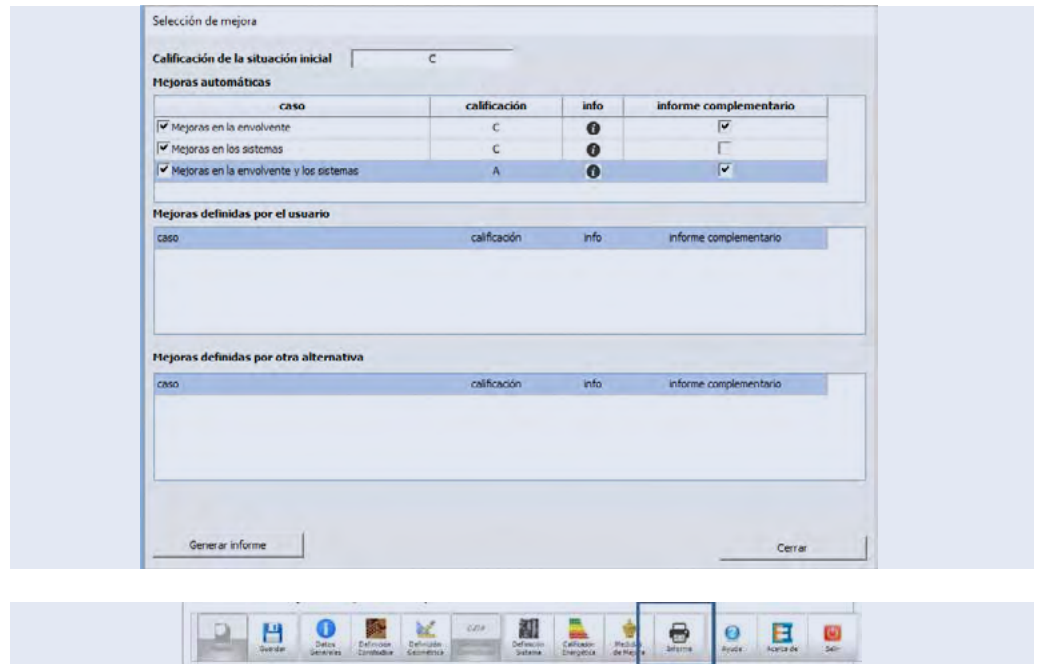 Selección de mejora
Calificación de la situación inicial C
Mejoras automáticas
caso calificación info informe complementario
Mejoras en la envolvente C
Mejoras en los sistemas C
Mejoras en la envolvente y los sistemas A
Mejoras definidas por el usuario
caso calificación info informe complementario
Mejoras definidas por otra alternativa
caso calificación info informe complementario
Generar informe Cerrar
Guardar Datos Generales Definición Constructiva Definición Geométrica Definición Sistema Calificación Energética Medidas de Mejora Informe Ayuda Acerca de Salir